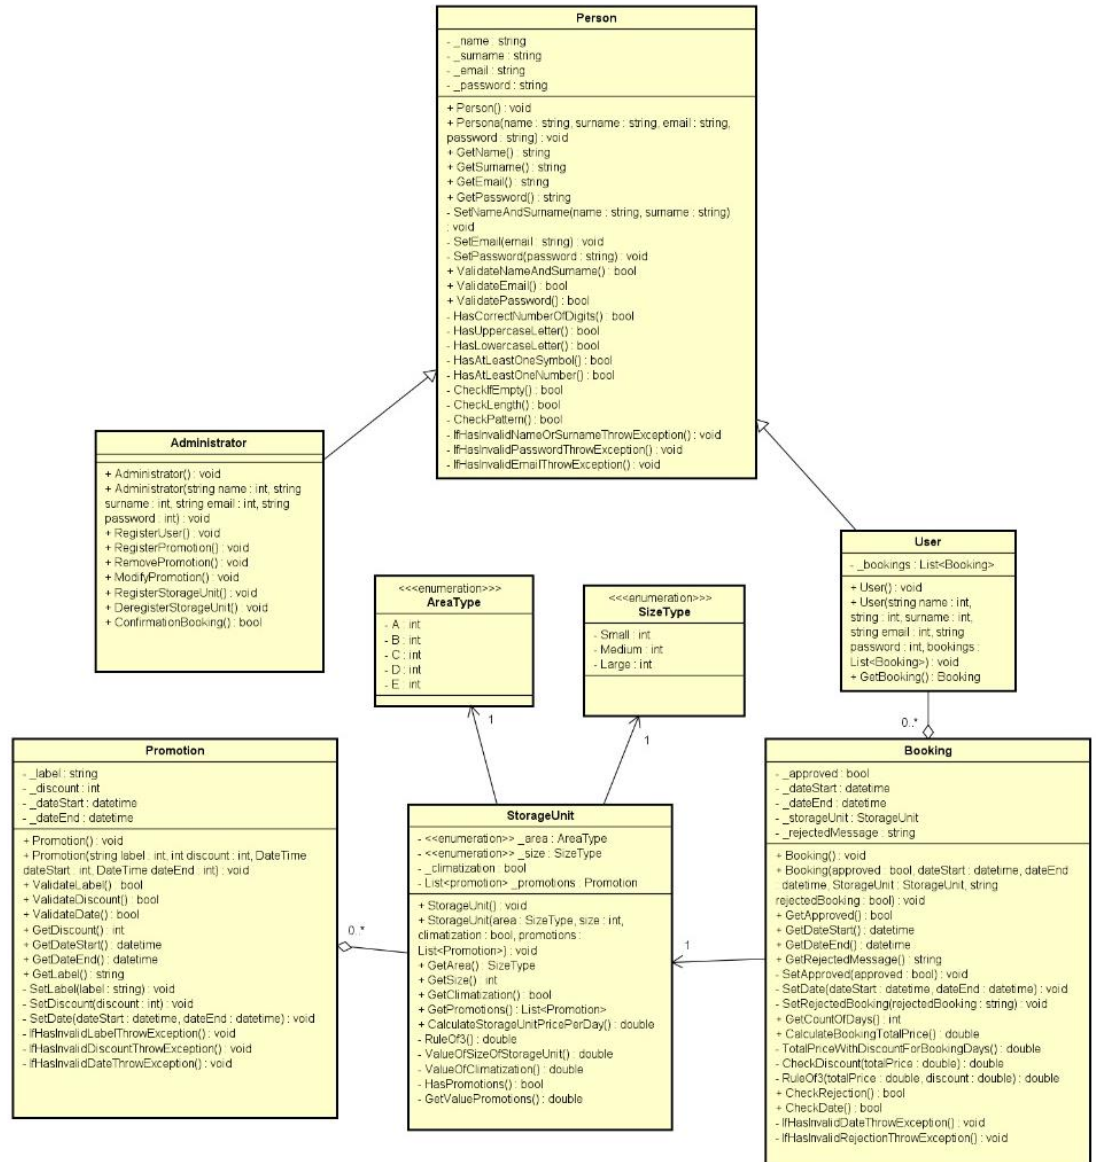 Person
- _name : string
- _surname : string
- _email : string
- _password : string
+ Person() : void
+ Persona(name : string, surname : string, email : string,
password : string) : void
+ GetName() : string
+ GetSurname() : string
+ GetEmail() : string
+ GetPassword() : string
- SetNameAndSurname(name : string, surname : string)
: void
- SetEmail(email : string) : void
- SetPassword(password : string) : void
+ ValidateNameAndSurname() : bool
+ ValidateEmail() : bool
+ ValidatePassword() : bool
- HasCorrectNumberOfDigits() : bool
- HasUppercaseLetter() : bool
- HasLowercaseLetter() : bool
- HasAtLeastOneSymbol() : bool
- HasAtLeastOneNumber() : bool
- CheckIfEmpty() : bool
- CheckLength() : bool
- CheckPattern() : bool
- IfHasInvalidNameOrSurnameThrowException() : void
- IfHasInvalidPasswordThrowException() : void
- IfHasInvalidEmailThrowException() : void
Administrator
+ Administrator() : void
+ Administrator(string name : int, string
surname : int, string email : int, string
password : int) : void
+ RegisterUser() : void
+ RegisterPromotion() : void
+ RemovePromotion() : void
+ ModifyPromotion() : void
+ RegisterStorageUnit() : void
+ DeregisterStorageUnit() : void
+ ConfirmationBooking() : bool
User
- _bookings : List<Booking>
+ User() : void
+ User(string name : int,
string : int, surname : int,
string email : int, string
password : int, bookings :
List<Booking>) : void
+ GetBooking() : Booking
<<<enumeration>>>
AreaType
- A : int
- B : int
- C : int
- D : int
- E : int
<<<enumeration>>>
SizeType
- Small : int
- Medium : int
- Large : int
1
1
0..*
Promotion
- _label : string
- _discount : int
- _dateStart : datetime
- _dateEnd : datetime
+ Promotion() : void
+ Promotion(string label : int, int discount : int, DateTime
dateStart : int, DateTime dateEnd : int) : void
+ ValidateLabel() : bool
+ ValidateDiscount() : bool
+ ValidateDate() : bool
+ GetDiscount() : int
+ GetDateStart() : datetime
+ GetDateEnd() : datetime
+ GetLabel() : string
- SetLabel(label : string) : void
- SetDiscount(discount : int) : void
- SetDate(dateStart : datetime, dateEnd : datetime) : void
- IfHasInvalidLabelThrowException() : void
- IfHasInvalidDiscountThrowException() : void
- IfHasInvalidDateThrowException() : void
0..*
StorageUnit
- <<enumeration>> _area : AreaType
- <<enumeration>> _size : SizeType
- _climatization : bool
- List<promotion> _promotions : Promotion
+ StorageUnit() : void
+ StorageUnit(area : SizeType, size : int,
climatization : bool, promotions :
List<Promotion>) : void
+ GetArea() : SizeType
+ GetSize() : int
+ GetClimatization() : bool
+ GetPromotions() : List<Promotion>
+ CalculateStorageUnitPricePerDay() : double
- RuleOf3() : double
- ValueOfSizeOfStorageUnit() : double
- ValueOfClimatization() : double
- HasPromotions() : bool
- GetValuePromotions() : double
1
Booking
- _approved : bool
- _dateStart : datetime
- _dateEnd : datetime
- _storageUnit : StorageUnit
- _rejectedMessage : string
+ Booking() : void
+ Booking(approved : bool, dateStart : datetime, dateEnd
: datetime, StorageUnit : StorageUnit, string
rejectedBooking : bool) : void
+ GetApproved() : bool
+ GetDateStart() : datetime
+ GetDateEnd() : datetime
+ GetRejectedMessage() : string
- SetApproved(approved : bool) : void
- SetDate(dateStart : datetime, dateEnd : datetime) : void
- SetRejectedBooking(rejectedBooking : string) : void
+ GetCountOfDays() : int
+ CalculateBookingTotalPrice() : double
- TotalPriceWithDiscountForBookingDays() : double
- CheckDiscount(totalPrice : double) : double
- RuleOf3(totalPrice : double, discount : double) : double
+ CheckRejection() : bool
+ CheckDate() : bool
- IfHasInvalidDateThrowException() : void
- IfHasInvalidRejectionThrowException() : void